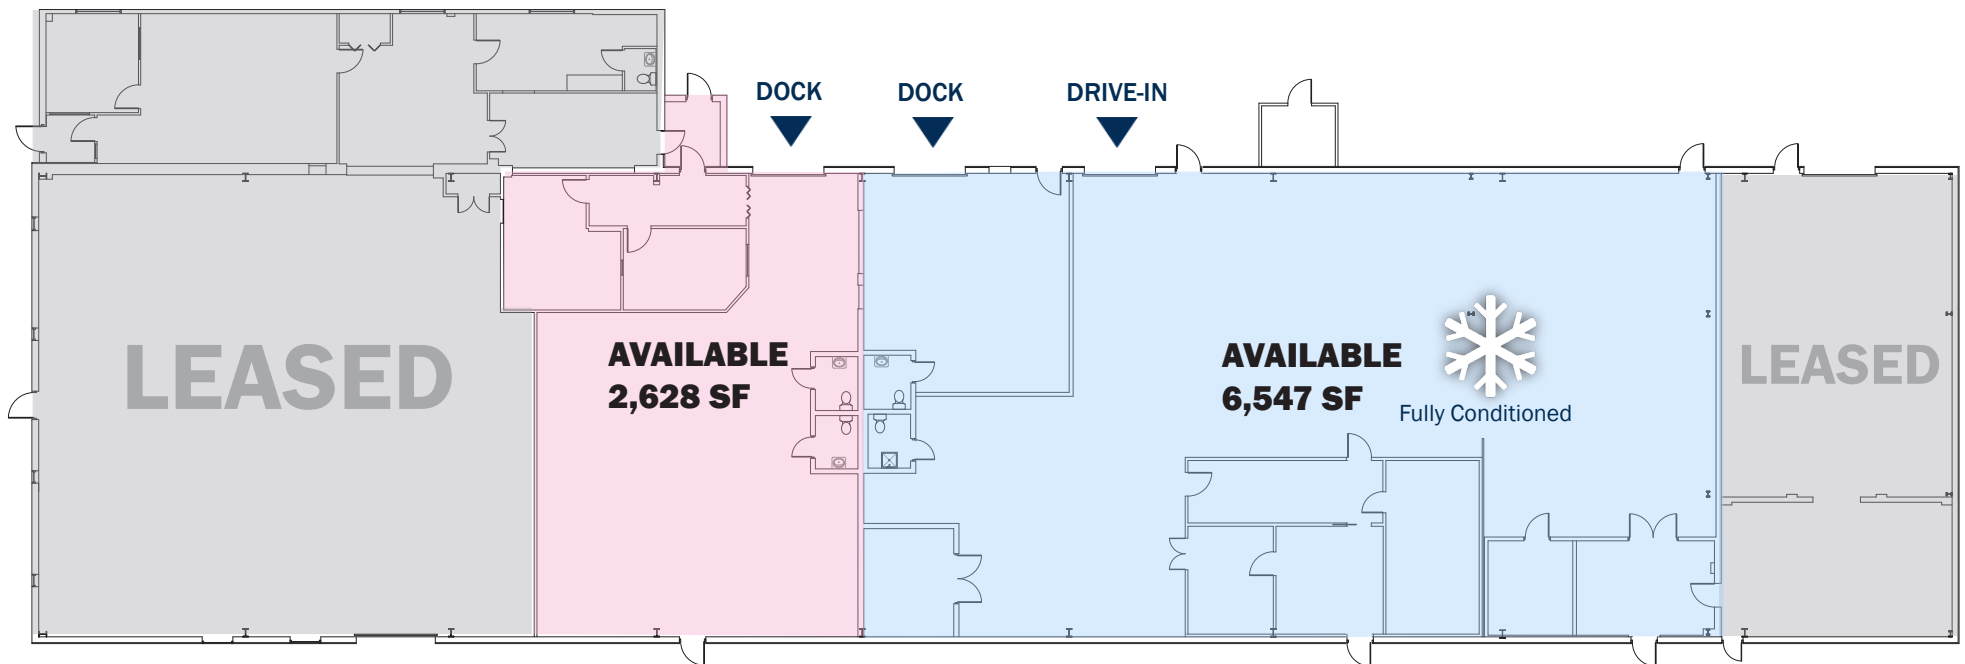 DOCK
DOCK
DRIVE-IN
LEASED
AVAILABLE
2,628 SF
AVAILABLE
6,547 SF
Fully Conditioned
LEASED